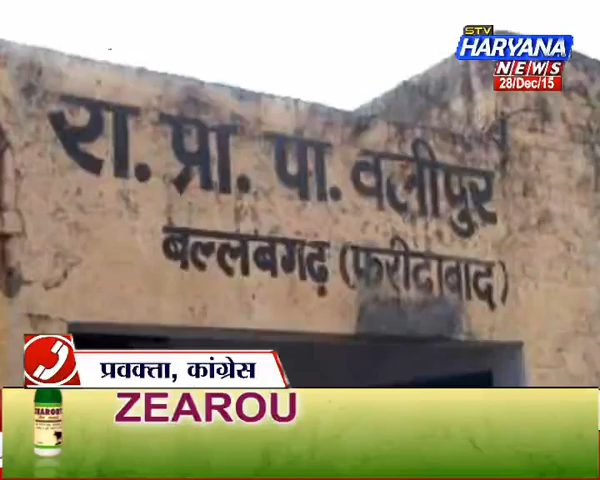 STV
HARYANA
NEWS
28/Dec/15
रा. प्रा. पा. वलीपुर
बल्लबगढ़ (फरीदाबाद)
प्रवक्ता, कांग्रेस
ZEAROU